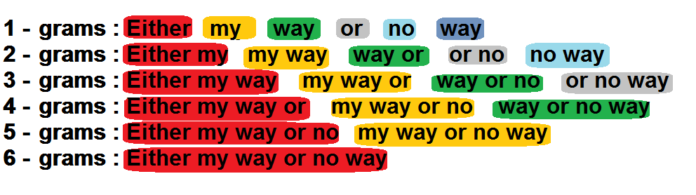 1 - grams : Either my way or no way
2 - grams : Either my my way way or or no no way
3 - grams : Either my way my way or way or no or no way
4 - grams : Either my way or my way or no way or no way
5 - grams : Either my way or no my way or no way
6 - grams : Either my way or no way